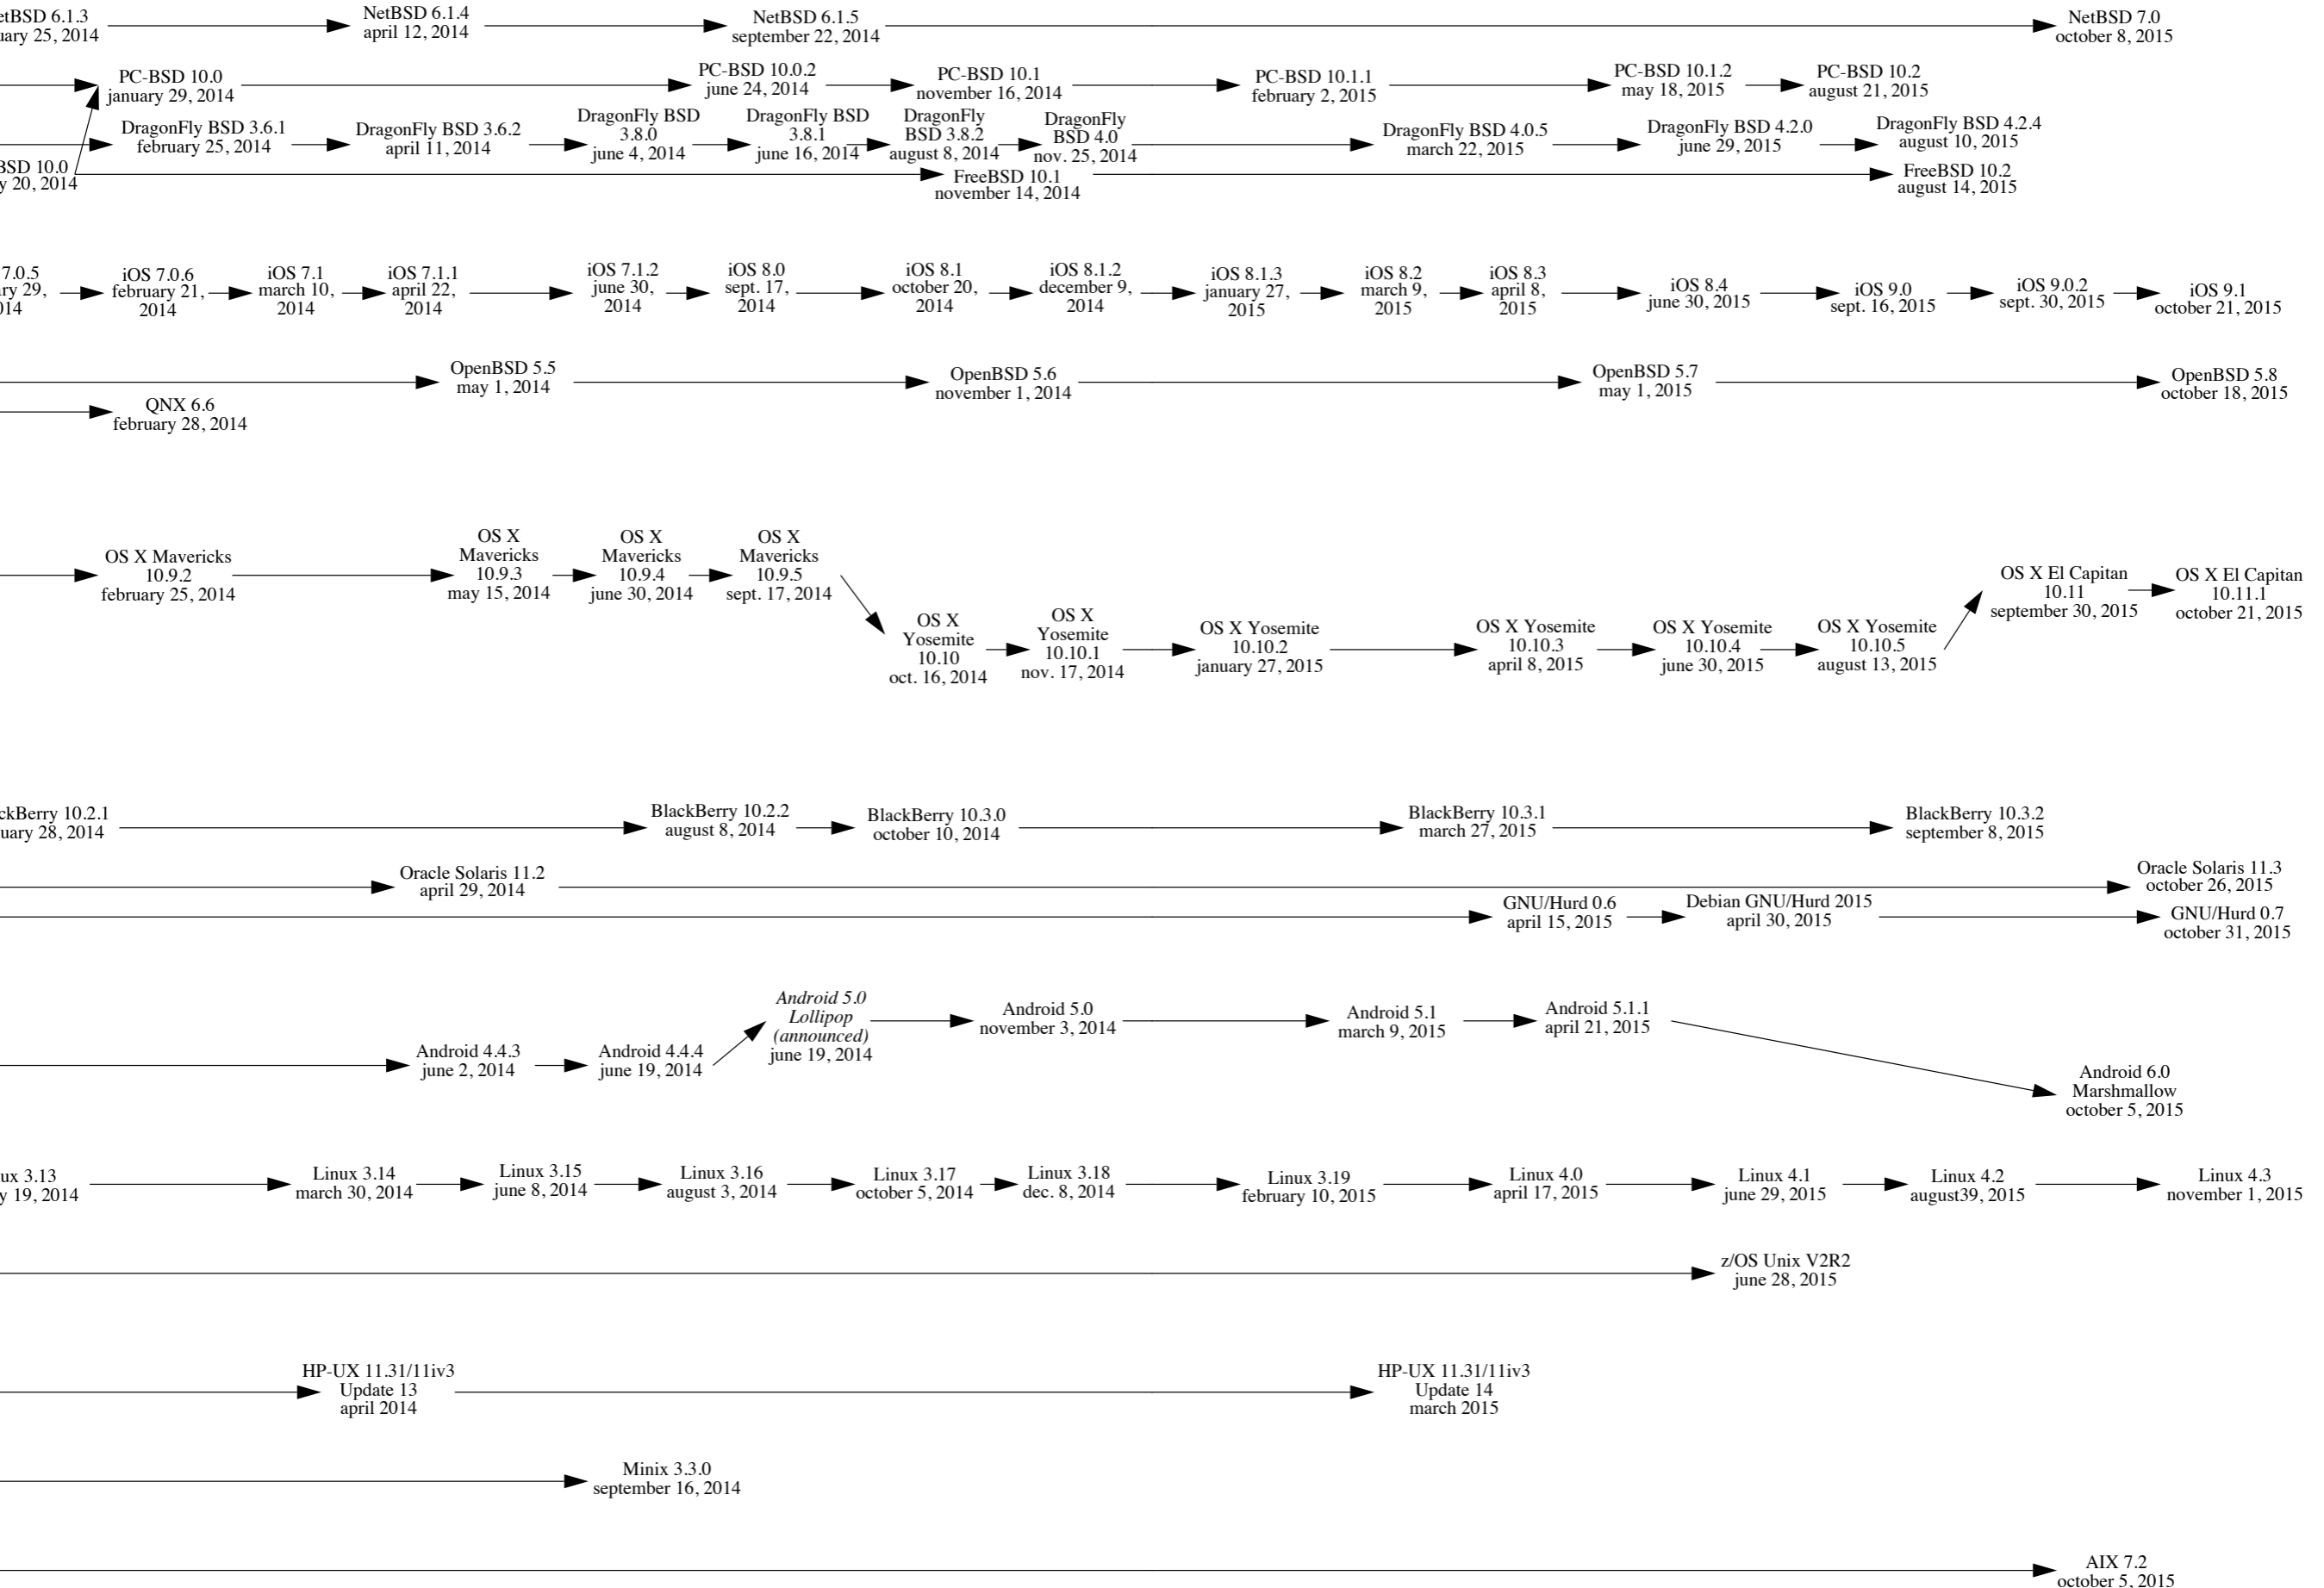 etBSD 6.1.3
uary 25, 2014
NetBSD 6.1.4
april 12, 2014
NetBSD 6.1.5
september 22, 2014
NetBSD 7.0
october 8, 2015
PC-BSD 10.0
january 29, 2014
PC-BSD 10.0.2
june 24, 2014
PC-BSD 10.1
november 16, 2014
PC-BSD 10.1.1
february 2, 2015
PC-BSD 10.1.2
may 18, 2015
PC-BSD 10.2
august 21, 2015
DragonFly BSD 3.6.1
february 25, 2014
DragonFly BSD 3.6.2
april 11, 2014
DragonFly BSD
3.8.0
june 4, 2014
DragonFly BSD
3.8.1
june 16, 2014
DragonFly
BSD 3.8.2
august 8, 2014
DragonFly
BSD 4.0
nov. 25, 2014
DragonFly BSD 4.0.5
march 22, 2015
DragonFly BSD 4.2.0
june 29, 2015
DragonFly BSD 4.2.4
august 10, 2015
BSD 10.0
y 20, 2014
FreeBSD 10.1
november 14, 2014
FreeBSD 10.2
august 14, 2015
7.0.5
ry 29,
014
iOS 7.0.6
february 21,
2014
iOS 7.1
march 10,
2014
iOS 7.1.1
april 22,
2014
iOS 7.1.2
june 30,
2014
iOS 8.0
sept. 17,
2014
iOS 8.1
october 20,
2014
iOS 8.1.2
december 9,
2014
iOS 8.1.3
january 27,
2015
iOS 8.2
march 9,
2015
iOS 8.3
april 8,
2015
iOS 8.4
june 30, 2015
iOS 9.0
sept. 16, 2015
iOS 9.0.2
sept. 30, 2015
iOS 9.1
october 21, 2015
OpenBSD 5.5
may 1, 2014
OpenBSD 5.6
november 1, 2014
OpenBSD 5.7
may 1, 2015
OpenBSD 5.8
october 18, 2015
QNX 6.6
february 28, 2014
OS X Mavericks
10.9.2
february 25, 2014
OS X
Mavericks
10.9.3
may 15, 2014
OS X
Mavericks
10.9.4
june 30, 2014
OS X
Mavericks
10.9.5
sept. 17, 2014
OS X
Yosemite
10.10
oct. 16, 2014
OS X
Yosemite
10.10.1
nov. 17, 2014
OS X Yosemite
10.10.2
january 27, 2015
OS X Yosemite
10.10.3
april 8, 2015
OS X Yosemite
10.10.4
june 30, 2015
OS X Yosemite
10.10.5
august 13, 2015
OS X El Capitan
10.11
september 30, 2015
OS X El Capitan
10.11.1
october 21, 2015
ckBerry 10.2.1
uary 28, 2014
BlackBerry 10.2.2
august 8, 2014
BlackBerry 10.3.0
october 10, 2014
BlackBerry 10.3.1
march 27, 2015
BlackBerry 10.3.2
september 8, 2015
Oracle Solaris 11.2
april 29, 2014
Oracle Solaris 11.3
october 26, 2015
GNU/Hurd 0.6
april 15, 2015
Debian GNU/Hurd 2015
april 30, 2015
GNU/Hurd 0.7
october 31, 2015
Android 4.4.3
june 2, 2014
Android 4.4.4
june 19, 2014
Android 5.0
Lollipop
(announced)
june 19, 2014
Android 5.0
november 3, 2014
Android 5.1
march 9, 2015
Android 5.1.1
april 21, 2015
Android 6.0
Marshmallow
october 5, 2015
ux 3.13
y 19, 2014
Linux 3.14
march 30, 2014
Linux 3.15
june 8, 2014
Linux 3.16
august 3, 2014
Linux 3.17
october 5, 2014
Linux 3.18
dec. 8, 2014
Linux 3.19
february 10, 2015
Linux 4.0
april 17, 2015
Linux 4.1
june 29, 2015
Linux 4.2
august39, 2015
Linux 4.3
november 1, 2015
z/OS Unix V2R2
june 28, 2015
HP-UX 11.31/11iv3
Update 13
april 2014
HP-UX 11.31/11iv3
Update 14
march 2015
Minix 3.3.0
september 16, 2014
AIX 7.2
october 5, 2015